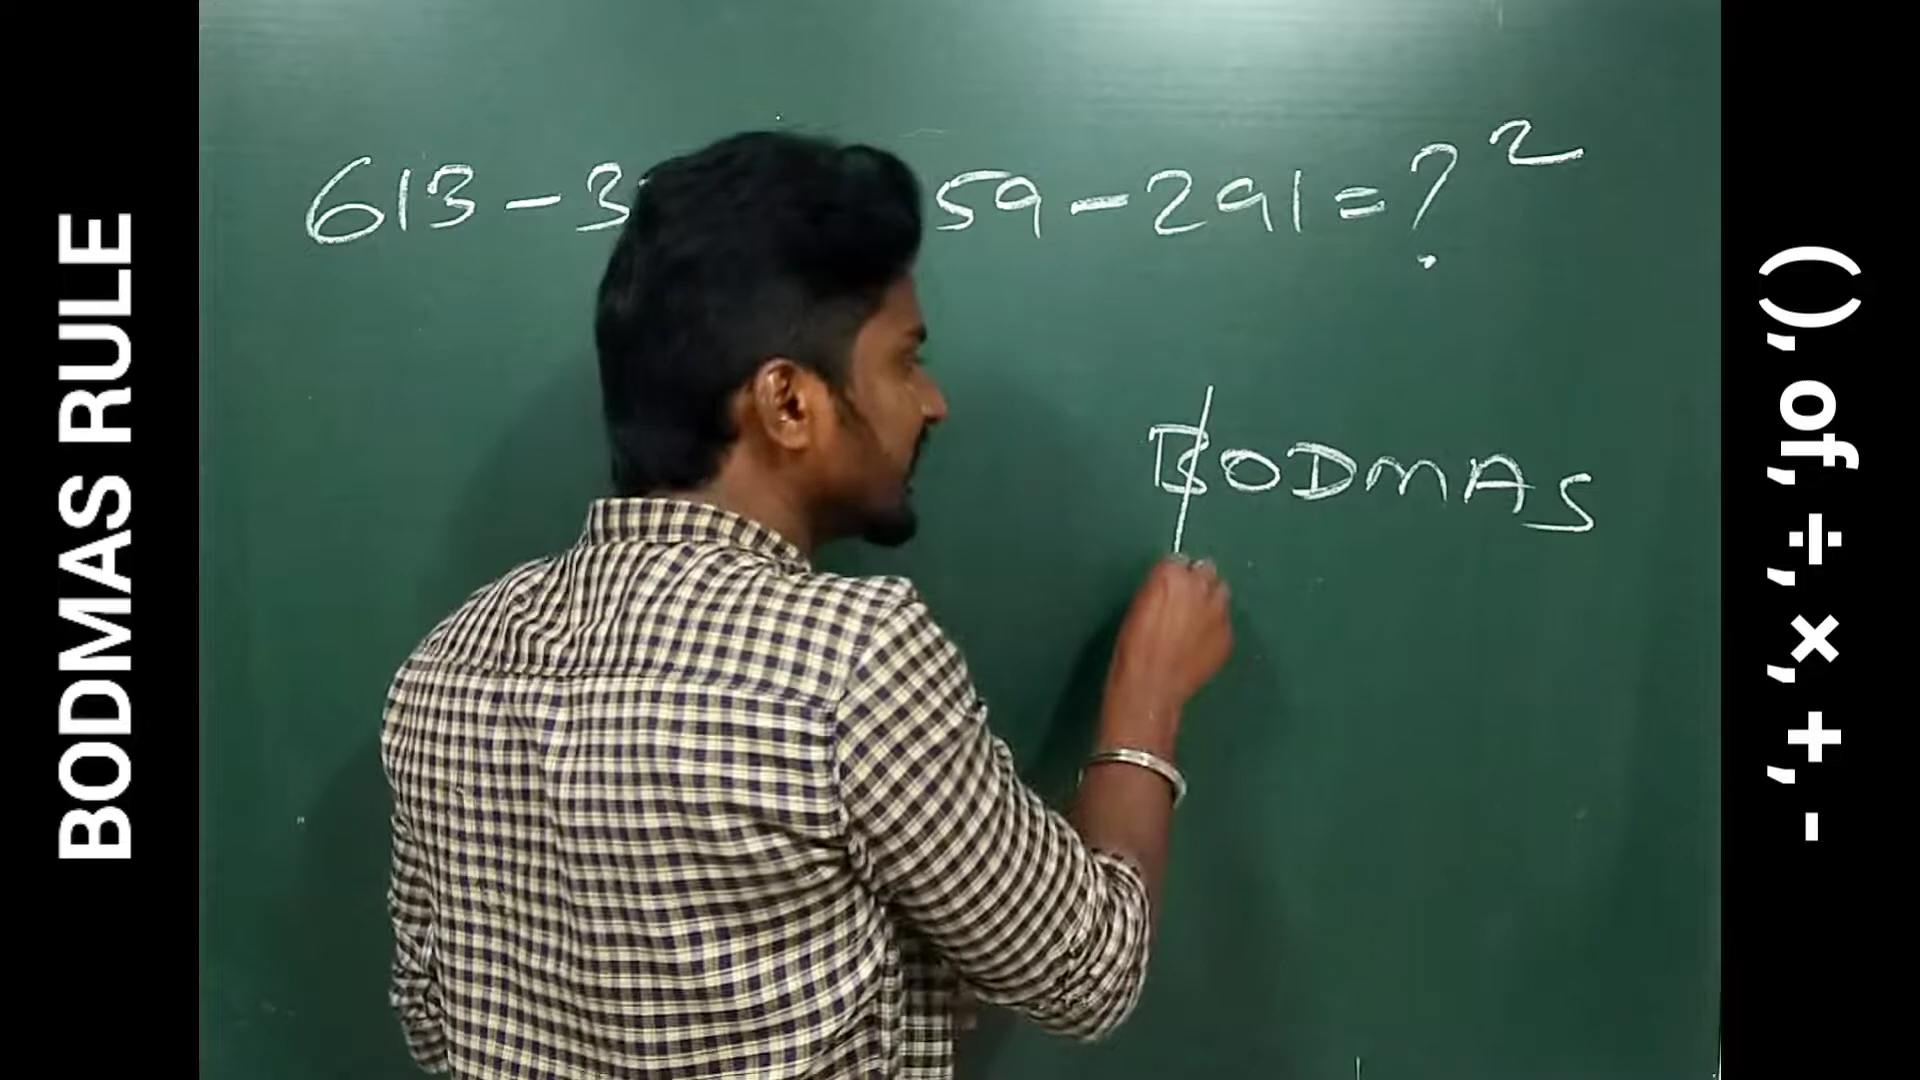 BODMAS RULE
613 - 3 59 - 291 = ?²
BODMAS
( ), of, ÷, ×, +, -